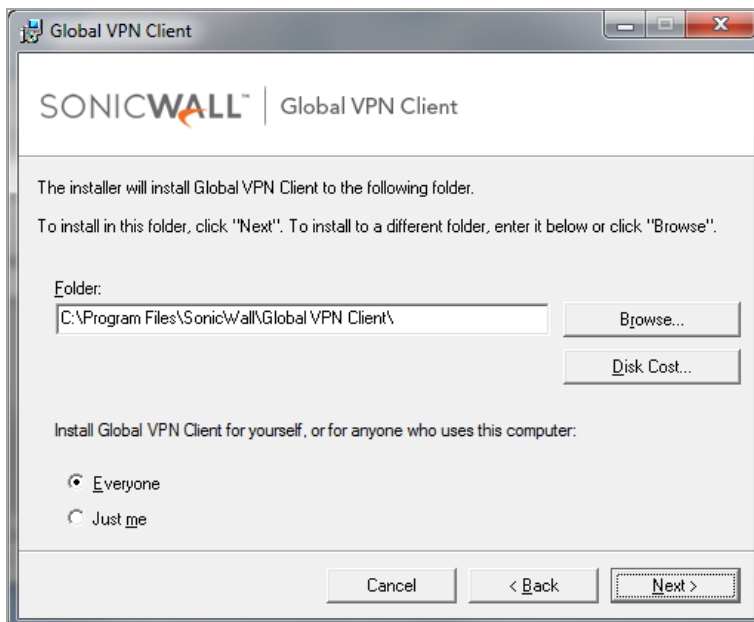 Global VPN Client
SONICWALL™ | Global VPN Client
The installer will install Global VPN Client to the following folder.
To install in this folder, click "Next". To install to a different folder, enter it below or click "Browse".
Folder:
C:\Program Files\SonicWall\Global VPN Client\
Browse...
Disk Cost...
Install Global VPN Client for yourself, or for anyone who uses this computer:
Everyone
Just me
Cancel
< Back
Next >